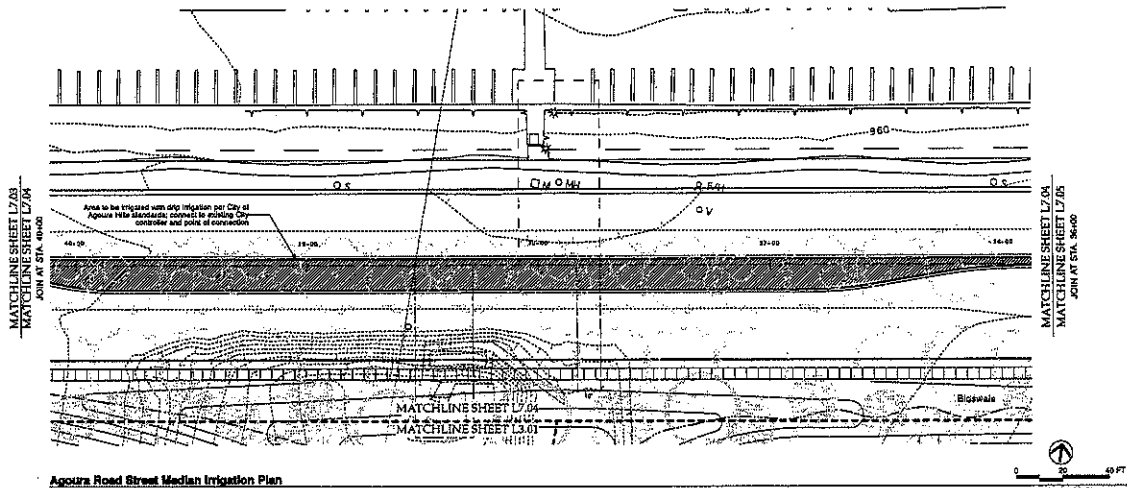 960
S
M
MH
F/H
S
V
Area to be irrigated with drip irrigation per City of
Agoura Hills standards; connect to existing City
controller and point of connection
40+00
39+00
38+00
37+00
36+00
MATCHLINE SHEET L7.03
MATCHLINE SHEET L7.04
JOIN AT STA. 40+00
MATCHLINE SHEET L7.04
MATCHLINE SHEET L7.05
JOIN AT STA. 36+00
Bioswale
MATCHLINE SHEET L7.04
MATCHLINE SHEET L3.01
Agoura Road Street Median Irrigation Plan
0 20 40 FT